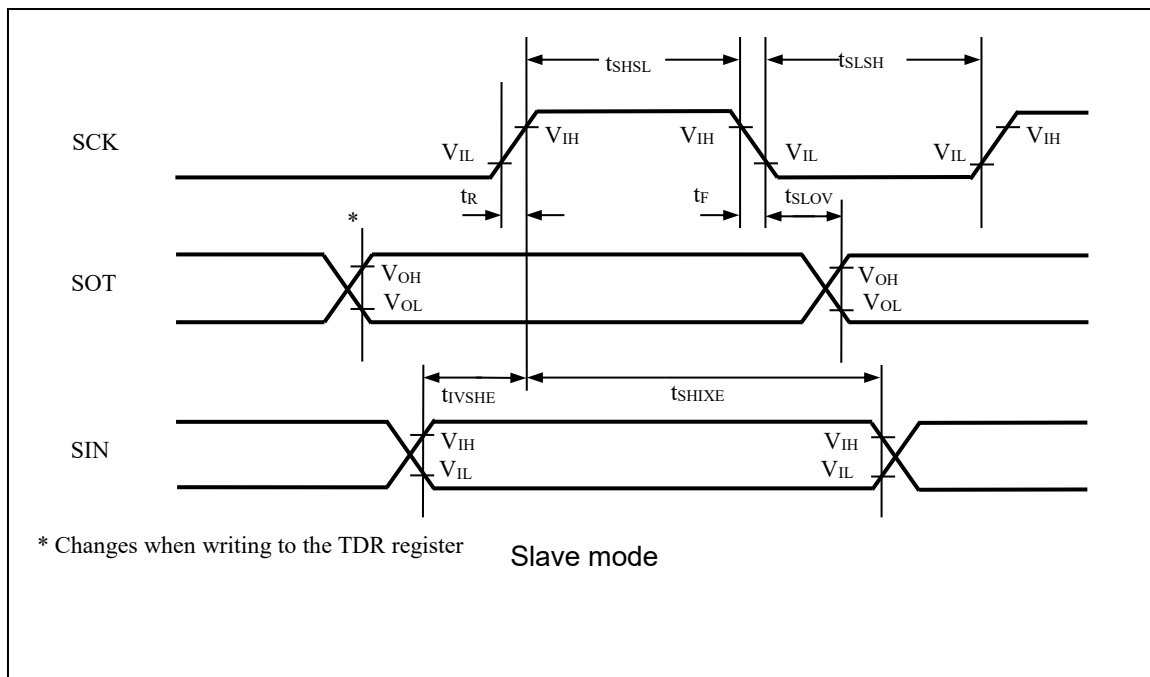 tSHSL
tSLSH
SCK
VIL
VIH
VIH
VIL
VIL
VIH
tR
tF
tSLOV
*
SOT
VOH
VOL
VOH
VOL
tIVSHE
tSHIXE
SIN
VIH
VIL
VIH
VIL
* Changes when writing to the TDR register
Slave mode